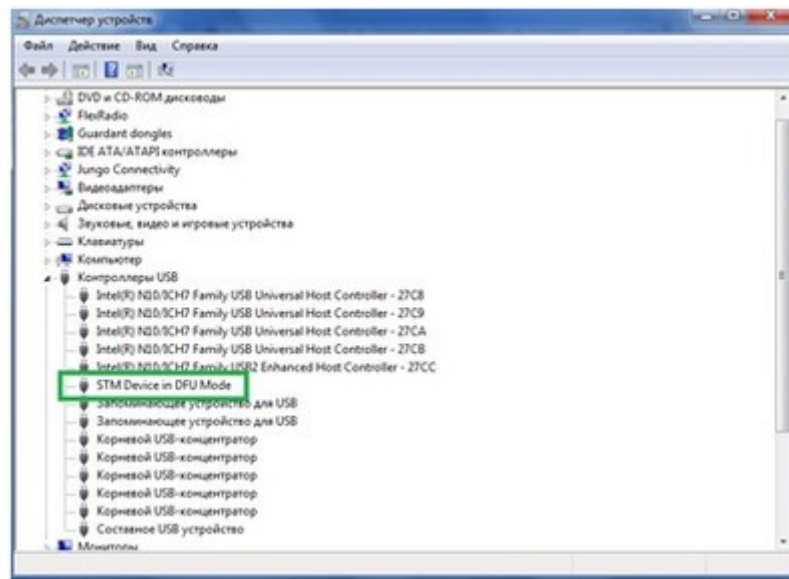 Диспетчер устройств
Файл Действие Вид Справка
DVD и CD-ROM дисководы
FlexRadio
Guardant dongles
IDE ATA/ATAPI контроллеры
Jungo Connectivity
Видеоадаптеры
Дисковые устройства
Звуковые, видео и игровые устройства
Клавиатуры
Компьютер
Контроллеры USB
Intel(R) N10/ICH7 Family USB Universal Host Controller - 27C8
Intel(R) N10/ICH7 Family USB Universal Host Controller - 27C9
Intel(R) N10/ICH7 Family USB Universal Host Controller - 27CA
Intel(R) N10/ICH7 Family USB Universal Host Controller - 27CB
Intel(R) N10/ICH7 Family USB2 Enhanced Host Controller - 27CC
STM Device in DFU Mode
Запоминающее устройство для USB
Запоминающее устройство для USB
Корневой USB-концентратор
Корневой USB-концентратор
Корневой USB-концентратор
Корневой USB-концентратор
Корневой USB-концентратор
Составное USB устройство
Мониторы